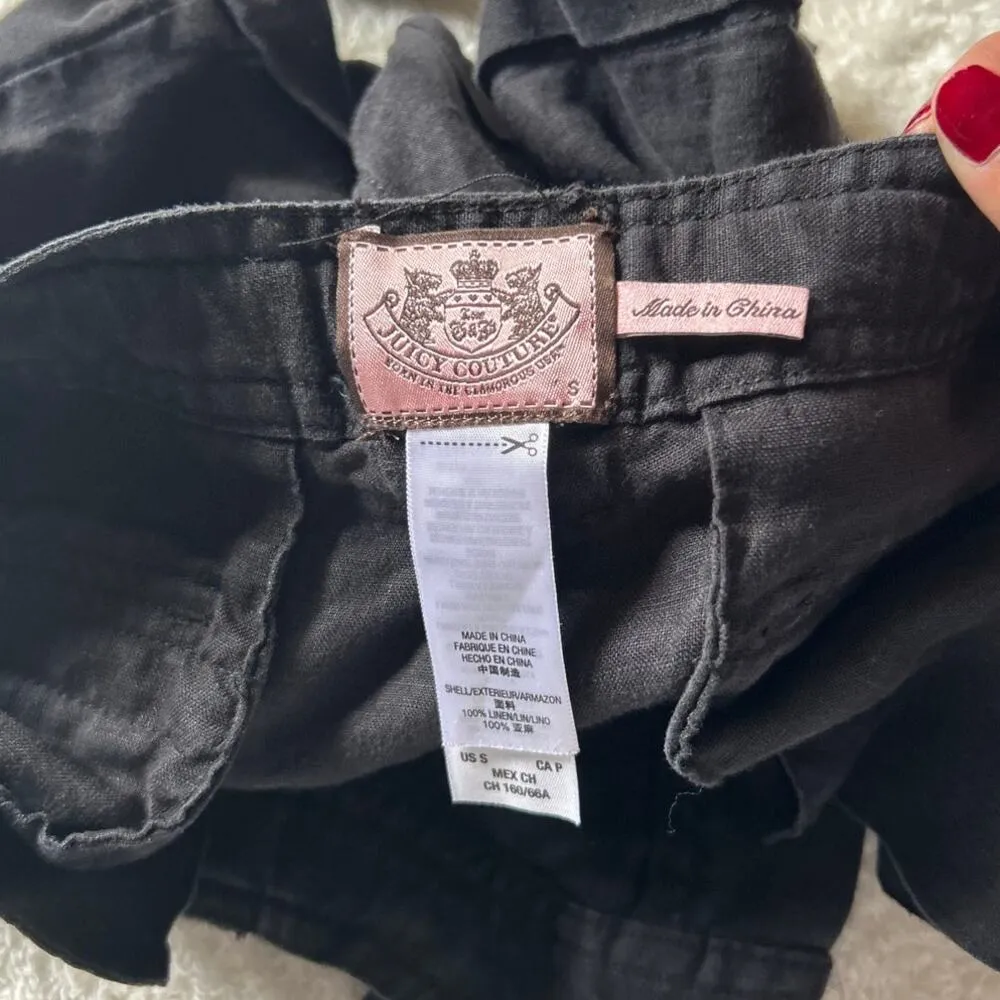 Love
G&P
JUICY COUTURE
BORN IN THE GLAMOROUS USA
S
Made in China
MADE IN CHINA
FABRIQUE EN CHINE
HECHO EN CHINA
中国制造
SHELL/EXTERIEUR/ARMAZON
面料
100% LINEN/LIN/LINO
100% 亚麻
US S CA P
MEX CH
CH 160/66A